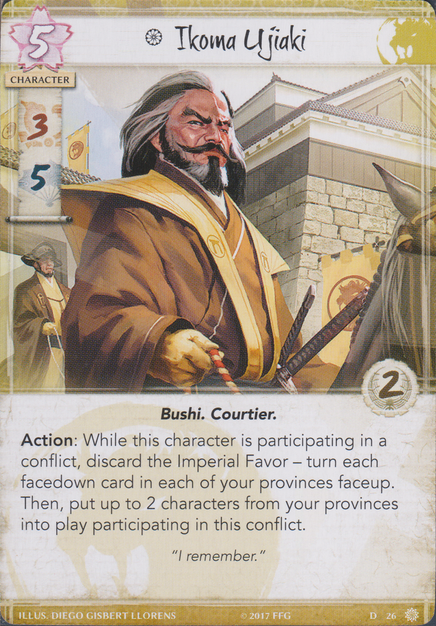 5
Ikoma Ujiaki
CHARACTER
3
5
2
Bushi. Courtier.
Action: While this character is participating in a
conflict, discard the Imperial Favor – turn each
facedown card in each of your provinces faceup.
Then, put up to 2 characters from your provinces
into play participating in this conflict.
“I remember.”
ILLUS. DIEGO GISBERT LLORENS © 2017 FFG D 26